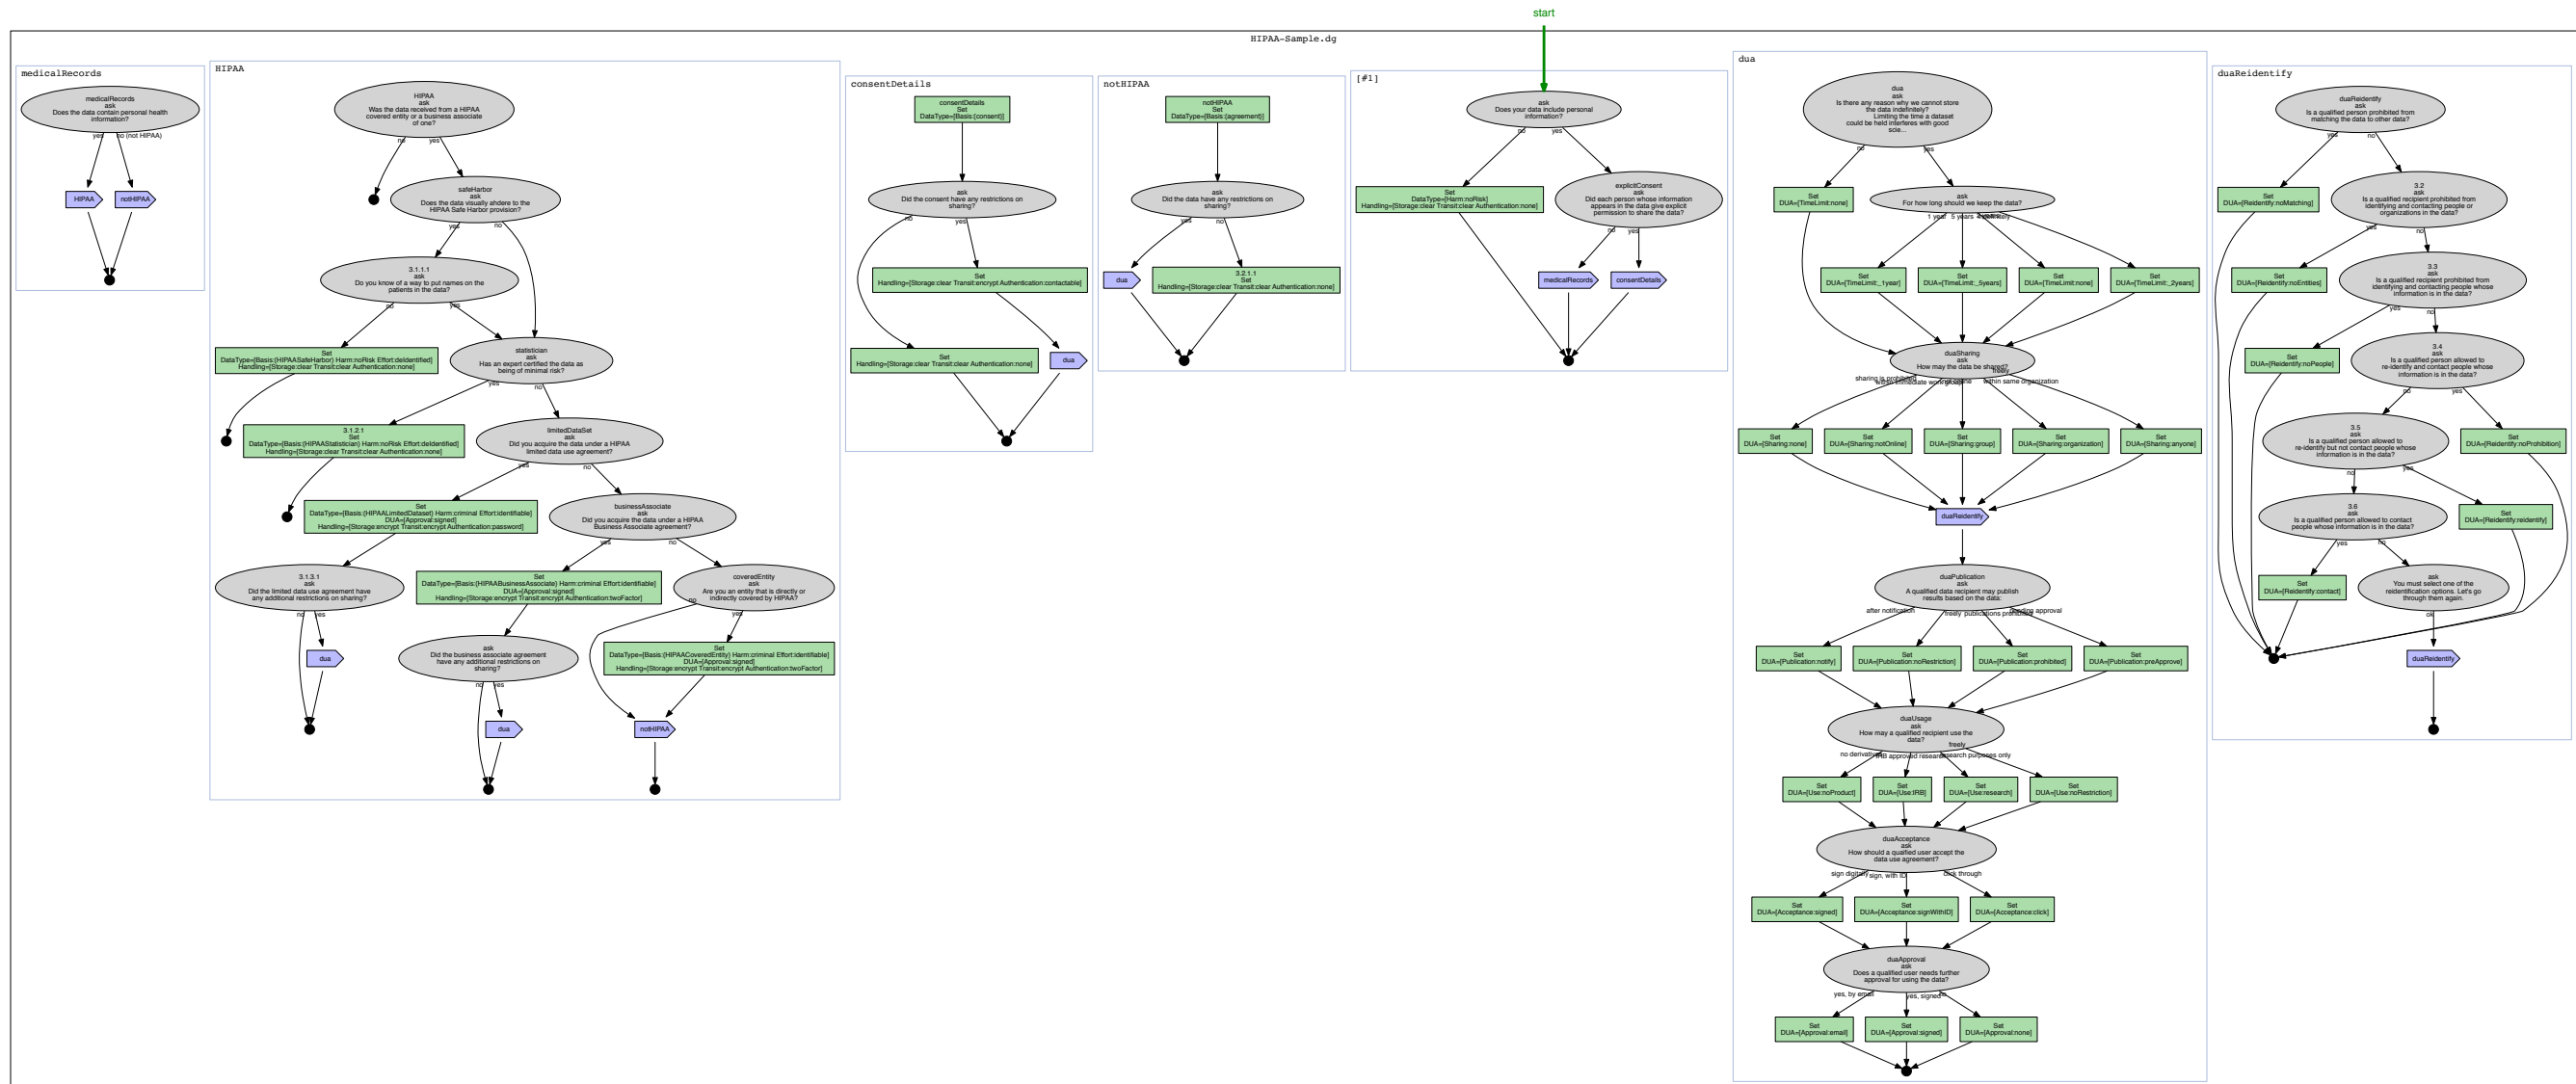 start
HIPAA-Sample.dg
medicalRecords
medicalRecords
ask
Does the data contain personal health
information?
yes
no (not HIPAA)
HIPAA
notHIPAA
HIPAA
HIPAA
ask
Was the data received from a HIPAA
covered entity or a business associate
of one?
no
yes
safeHarbor
ask
Does the data visually ahdere to the
HIPAA Safe Harbor provision?
yes
no
3.1.1.1
ask
Do you know of a way to put names on the
patients in the data?
no
yes
Set
DataType=[Basis:{HIPAASafeHarbor} Harm:noRisk Effort:deIdentified]
Handling=[Storage:clear Transit:clear Authentication:none]
statistician
ask
Has an expert certified the data as
being of minimal risk?
yes
no
3.1.2.1
Set
DataType=[Basis:{HIPAAStatistician} Harm:noRisk Effort:deIdentified]
Handling=[Storage:clear Transit:clear Authentication:none]
limitedDataSet
ask
Did you acquire the data under a HIPAA
limited data use agreement?
yes
no
Set
DataType=[Basis:{HIPAALimitedDataset} Harm:criminal Effort:identifiable]
DUA=[Approval:signed]
Handling=[Storage:encrypt Transit:encrypt Authentication:password]
businessAssociate
ask
Did you acquire the data under a HIPAA
Business Associate agreement?
yes
no
3.1.3.1
ask
Did the limited data use agreement have
any additional restrictions on sharing?
no
yes
dua
Set
DataType=[Basis:{HIPAABusinessAssociate} Harm:criminal Effort:identifiable]
DUA=[Approval:signed]
Handling=[Storage:encrypt Transit:encrypt Authentication:twoFactor]
coveredEntity
ask
Are you an entity that is directly or
indirectly covered by HIPAA?
no
yes
ask
Did the business associate agreement
have any additional restrictions on
sharing?
no
yes
dua
Set
DataType=[Basis:{HIPAACoveredEntity} Harm:criminal Effort:identifiable]
DUA=[Approval:signed]
Handling=[Storage:encrypt Transit:encrypt Authentication:twoFactor]
notHIPAA
consentDetails
consentDetails
Set
DataType=[Basis:{consent}]
ask
Did the consent have any restrictions on
sharing?
no
yes
Set
Handling=[Storage:clear Transit:encrypt Authentication:contactable]
Set
Handling=[Storage:clear Transit:clear Authentication:none]
dua
notHIPAA
notHIPAA
Set
DataType=[Basis:{agreement}]
ask
Did the data have any restrictions on
sharing?
yes
no
dua
3.2.1.1
Set
Handling=[Storage:clear Transit:clear Authentication:none]
[#1]
ask
Does your data include personal
information?
no
yes
Set
DataType=[Harm:noRisk]
Handling=[Storage:clear Transit:clear Authentication:none]
explicitConsent
ask
Did each person whose information
appears in the data give explicit
permission to share the data?
no
yes
medicalRecords
consentDetails
dua
dua
ask
Is there any reason why we cannot store
the data indefinitely?
Limiting the time a dataset
could be held interferes with good
scie...
no
yes
Set
DUA=[TimeLimit:none]
ask
For how long should we keep the data?
1 year
5 years
Set
DUA=[TimeLimit:_1year]
Set
DUA=[TimeLimit:_5years]
Set
DUA=[TimeLimit:none]
Set
DUA=[TimeLimit:_2years]
duaSharing
ask
How may the data be shared?
freely
sharing is prohibited
within same organization
Set
DUA=[Sharing:none]
Set
DUA=[Sharing:notOnline]
Set
DUA=[Sharing:group]
Set
DUA=[Sharing:organization]
Set
DUA=[Sharing:anyone]
duaReidentify
duaPublication
ask
A qualified data recipient may publish
results based on the data:
after notification
freely
publications prohibited
pending approval
Set
DUA=[Publication:notify]
Set
DUA=[Publication:noRestriction]
Set
DUA=[Publication:prohibited]
Set
DUA=[Publication:preApprove]
duaUsage
ask
How may a qualified recipient use the
data?
freely
no derivative
IRB approved research
research purposes only
Set
DUA=[Use:noProduct]
Set
DUA=[Use:IRB]
Set
DUA=[Use:research]
Set
DUA=[Use:noRestriction]
duaAcceptance
ask
How should a quaified user accept the
data use agreement?
sign digitally
sign, with ID
click through
Set
DUA=[Acceptance:signed]
Set
DUA=[Acceptance:signWithID]
Set
DUA=[Acceptance:click]
duaApproval
ask
Does a qualified user needs further
approval for using the data?
yes, by email
yes, signed
no
Set
DUA=[Approval:email]
Set
DUA=[Approval:signed]
Set
DUA=[Approval:none]
duaReidentify
duaReidentify
ask
Is a qualified person prohibited from
matching the data to other data?
yes
no
Set
DUA=[Reidentify:noMatching]
3.2
ask
Is a qualified recipient prohibited from
identifying and contacting people or
organizations in the data?
yes
no
Set
DUA=[Reidentify:noEntities]
3.3
ask
Is a qualified recipient prohibited from
identifying and contacting people whose
information is in the data?
yes
no
Set
DUA=[Reidentify:noPeople]
3.4
ask
Is a qualified person allowed to
re-identify and contact people whose
information is in the data?
no
yes
3.5
ask
Is a qualified person allowed to
re-identify but not contact people whose
information is in the data?
no
yes
Set
DUA=[Reidentify:noProhibition]
3.6
ask
Is a qualified person allowed to contact
people whose information is in the data?
yes
no
Set
DUA=[Reidentify:reidentify]
Set
DUA=[Reidentify:contact]
ask
You must select one of the
reidentification options. Let's go
through them again.
ok
duaReidentify